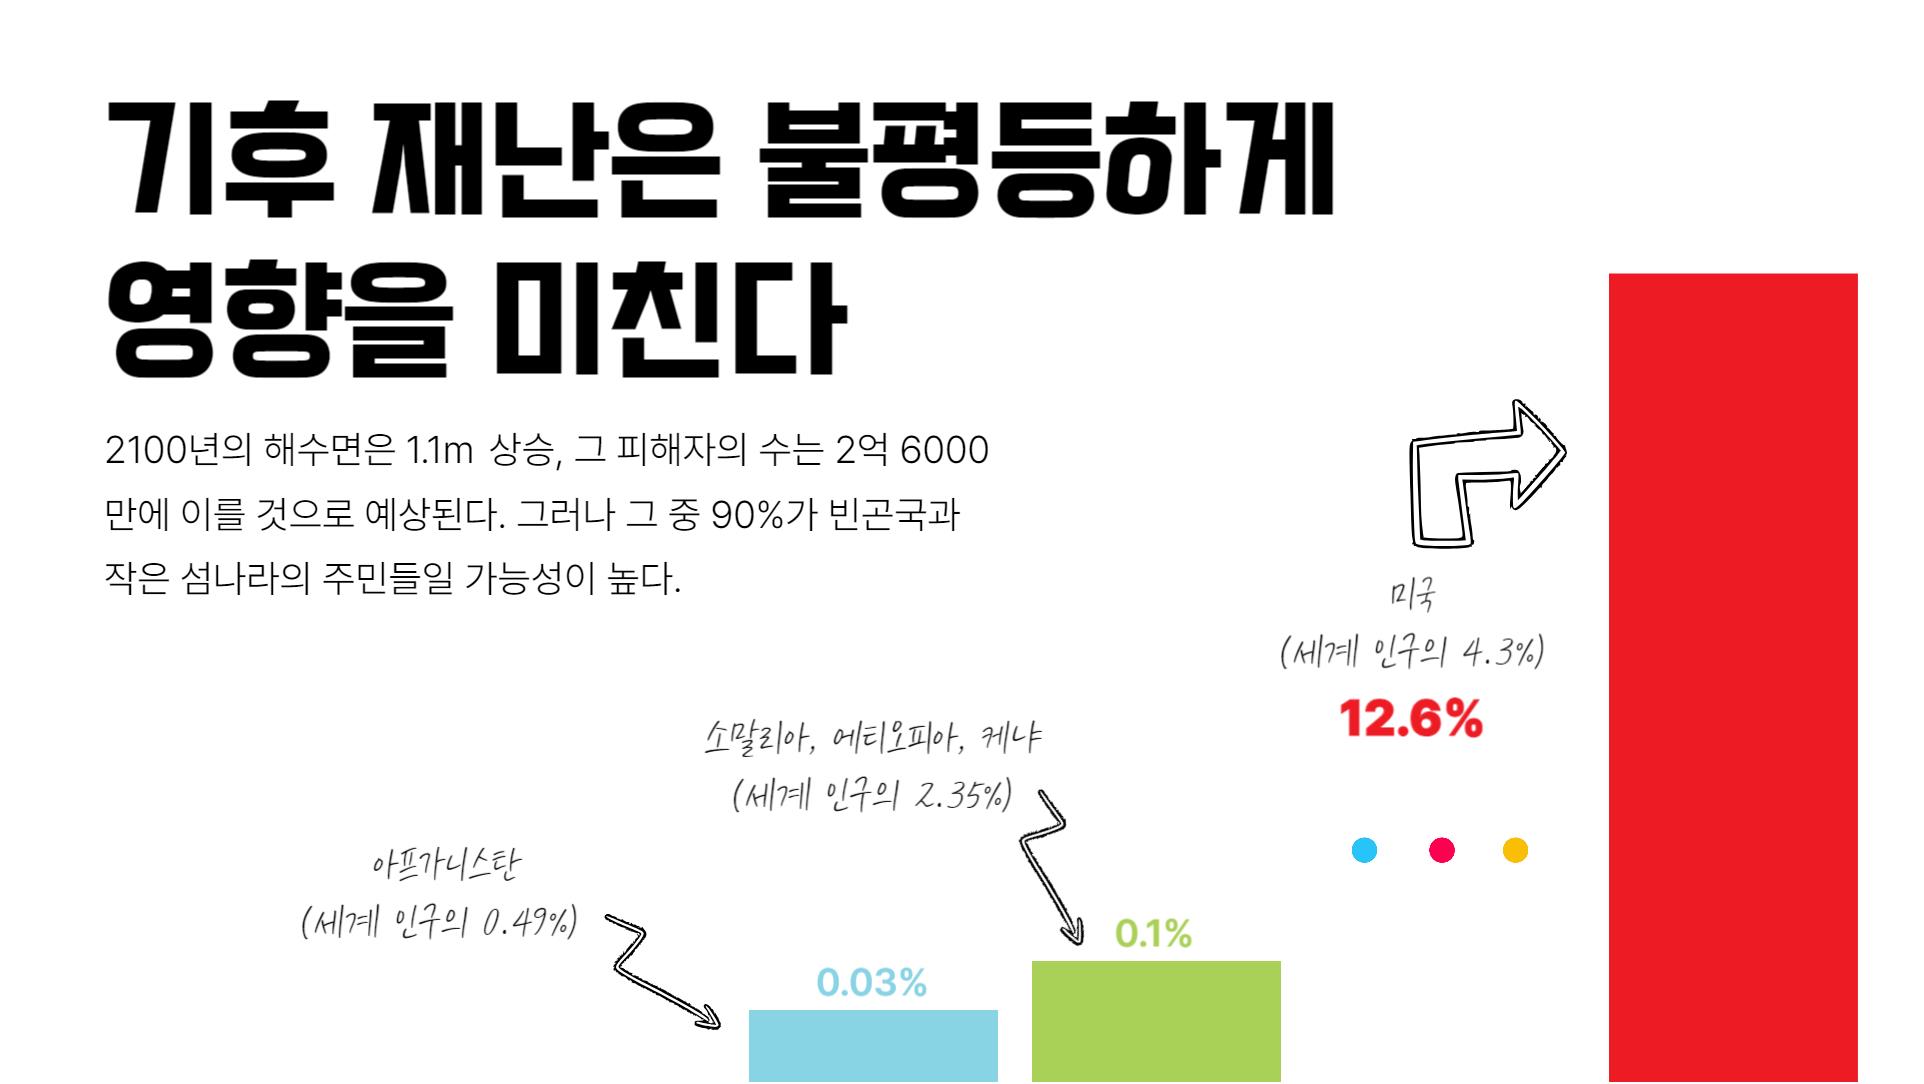 기후 재난은 불평등하게
영향을 미친다
2100년의 해수면은 1.1m 상승, 그 피해자의 수는 2억 6000
만에 이를 것으로 예상된다. 그러나 그 중 90%가 빈곤국과
작은 섬나라의 주민들일 가능성이 높다.
미국
(세계 인구의 4.3%)
12.6%
소말리아, 에티오피아, 케냐
(세계 인구의 2.35%)
0.1%
아프가니스탄
(세계 인구의 0.49%)
0.03%